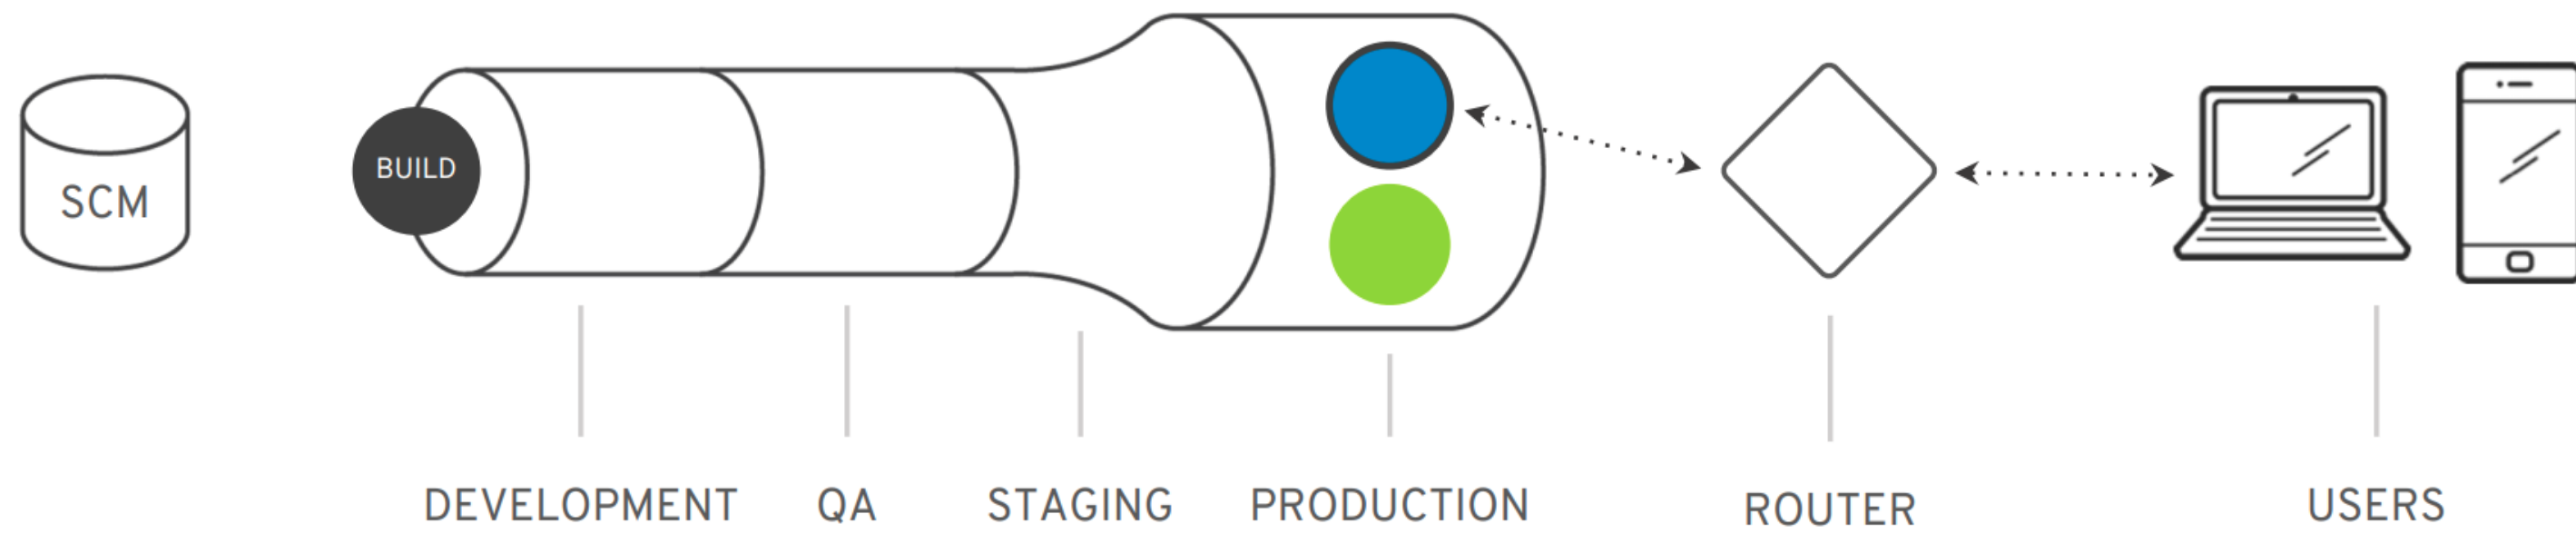 SCM
BUILD
DEVELOPMENT
QA
STAGING
PRODUCTION
ROUTER
USERS